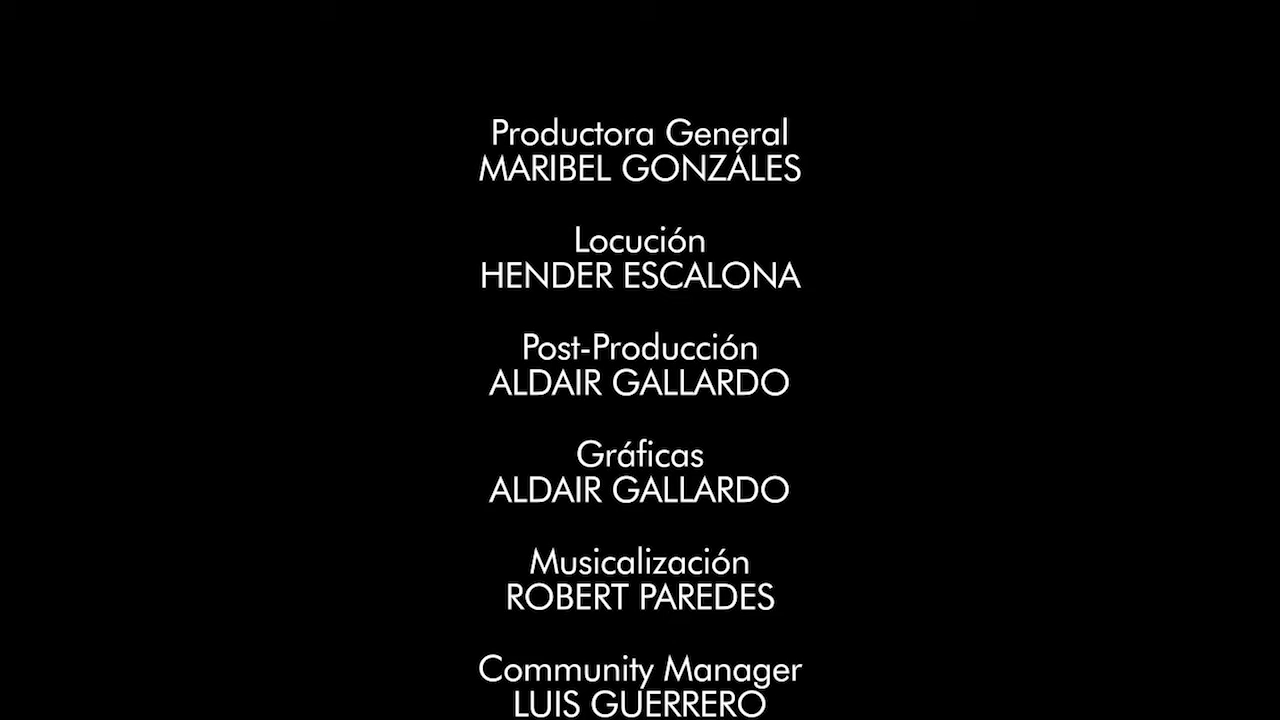 Productora General
MARIBEL GONZÁLES
Locución
HENDER ESCALONA
Post-Producción
ALDAIR GALLARDO
Gráficas
ALDAIR GALLARDO
Musicalización
ROBERT PAREDES
Community Manager
LUIS GUERRERO